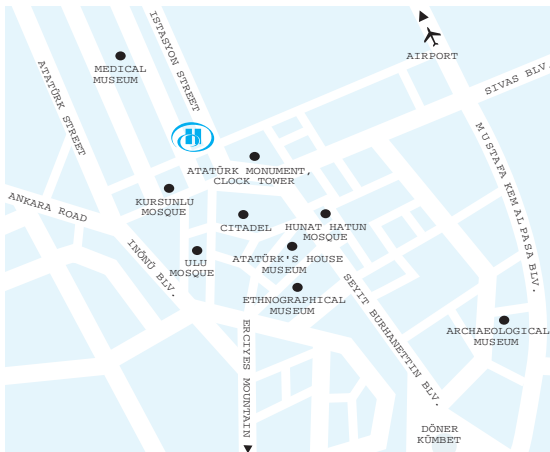 ISTASYON STREET
AIRPORT
MEDICAL
MUSEUM
ATATÜRK STREET
SIVAS BLV.
H
MUSTAFA KEMAL PASA BLV.
ATATÜRK MONUMENT,
CLOCK TOWER
KURSUNLU
MOSQUE
ANKARA ROAD
CITADEL
HUNAT HATUN
MOSQUE
INÖNÜ BLV.
ULU
MOSQUE
ATATÜRK'S HOUSE
MUSEUM
SEYIT BURHANETTIN BLV.
ETHNOGRAPHICAL
MUSEUM
ERCIYES MOUNTAIN
ARCHAEOLOGICAL
MUSEUM
DÖNER
KÜMBET